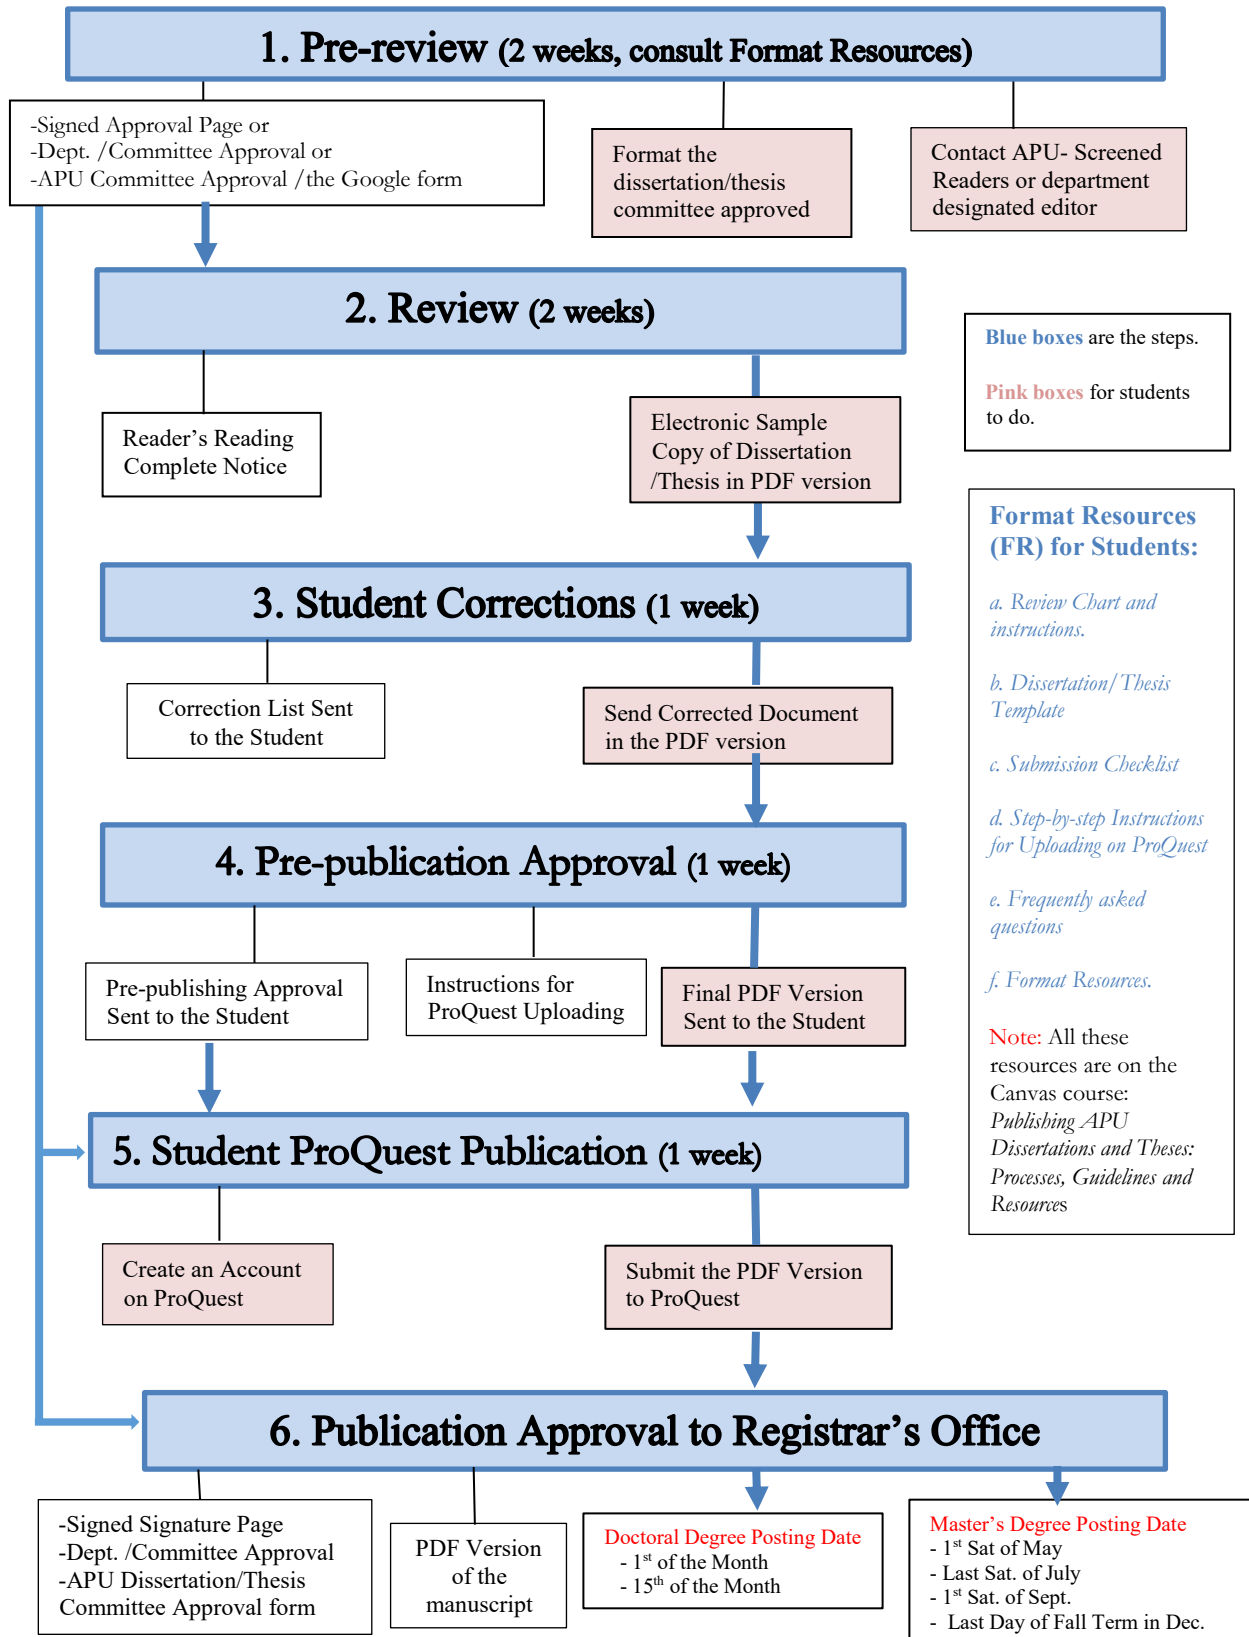 1. Pre-review (2 weeks, consult Format Resources)
-Signed Approval Page or
-Dept. /Committee Approval or
-APU Committee Approval /the Google form
Format the
dissertation/thesis
committee approved
Contact APU- Screened
Readers or department
designated editor
2. Review (2 weeks)
Reader’s Reading
Complete Notice
Electronic Sample
Copy of Dissertation
/Thesis in PDF version
Blue boxes are the steps.
Pink boxes for students
to do.
3. Student Corrections (1 week)
Correction List Sent
to the Student
Send Corrected Document
in the PDF version
4. Pre-publication Approval (1 week)
Pre-publishing Approval
Sent to the Student
Instructions for
ProQuest Uploading
Final PDF Version
Sent to the Student
Format Resources
(FR) for Students:
a. Review Chart and
instructions.
b. Dissertation/Thesis
Template
c. Submission Checklist
d. Step-by-step Instructions
for Uploading on ProQuest
e. Frequently asked
questions
f. Format Resources.
Note: All these
resources are on the
Canvas course:
Publishing APU
Dissertations and Theses:
Processes, Guidelines and
Resources
5. Student ProQuest Publication (1 week)
Create an Account
on ProQuest
Submit the PDF Version
to ProQuest
6. Publication Approval to Registrar’s Office
-Signed Signature Page
-Dept. /Committee Approval
-APU Dissertation/Thesis
Committee Approval form
PDF Version
of the
manuscript
Doctoral Degree Posting Date
- 1st of the Month
- 15th of the Month
Master’s Degree Posting Date
- 1st Sat of May
- Last Sat. of July
- 1st Sat. of Sept.
- Last Day of Fall Term in Dec.